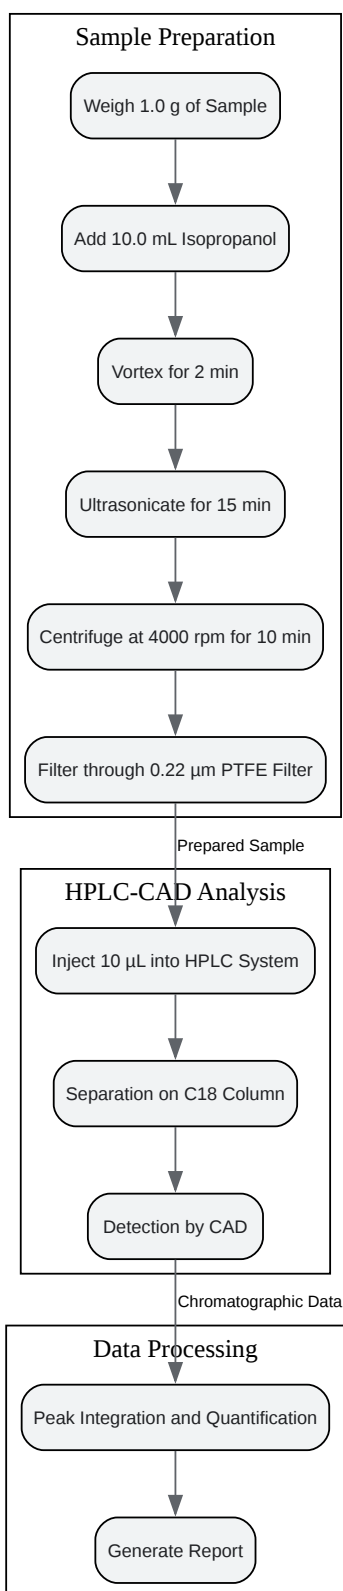 Sample Preparation
Weigh 1.0 g of Sample
Add 10.0 mL Isopropanol
Vortex for 2 min
Ultrasonicate for 15 min
Centrifuge at 4000 rpm for 10 min
Filter through 0.22 µm PTFE Filter
Prepared Sample
HPLC-CAD Analysis
Inject 10 µL into HPLC System
Separation on C18 Column
Detection by CAD
Chromatographic Data
Data Processing
Peak Integration and Quantification
Generate Report